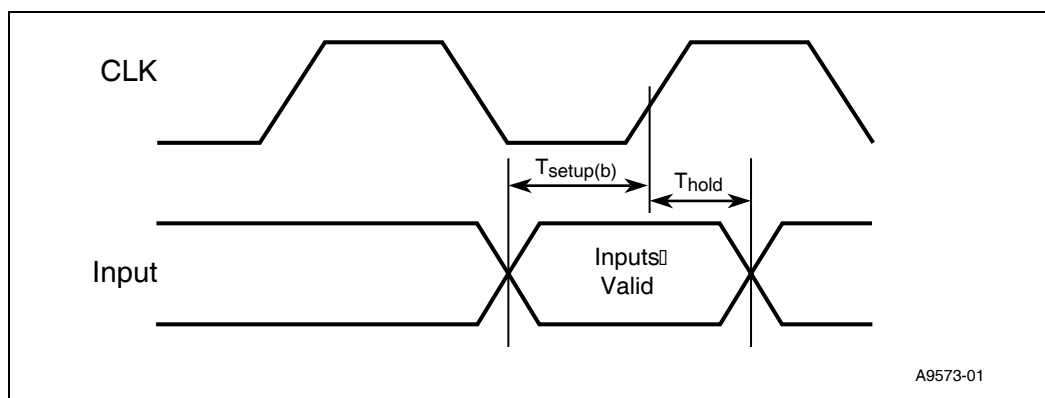 CLK
Tsetup(b)
Thold
Input
Inputs▯
Valid
A9573-01